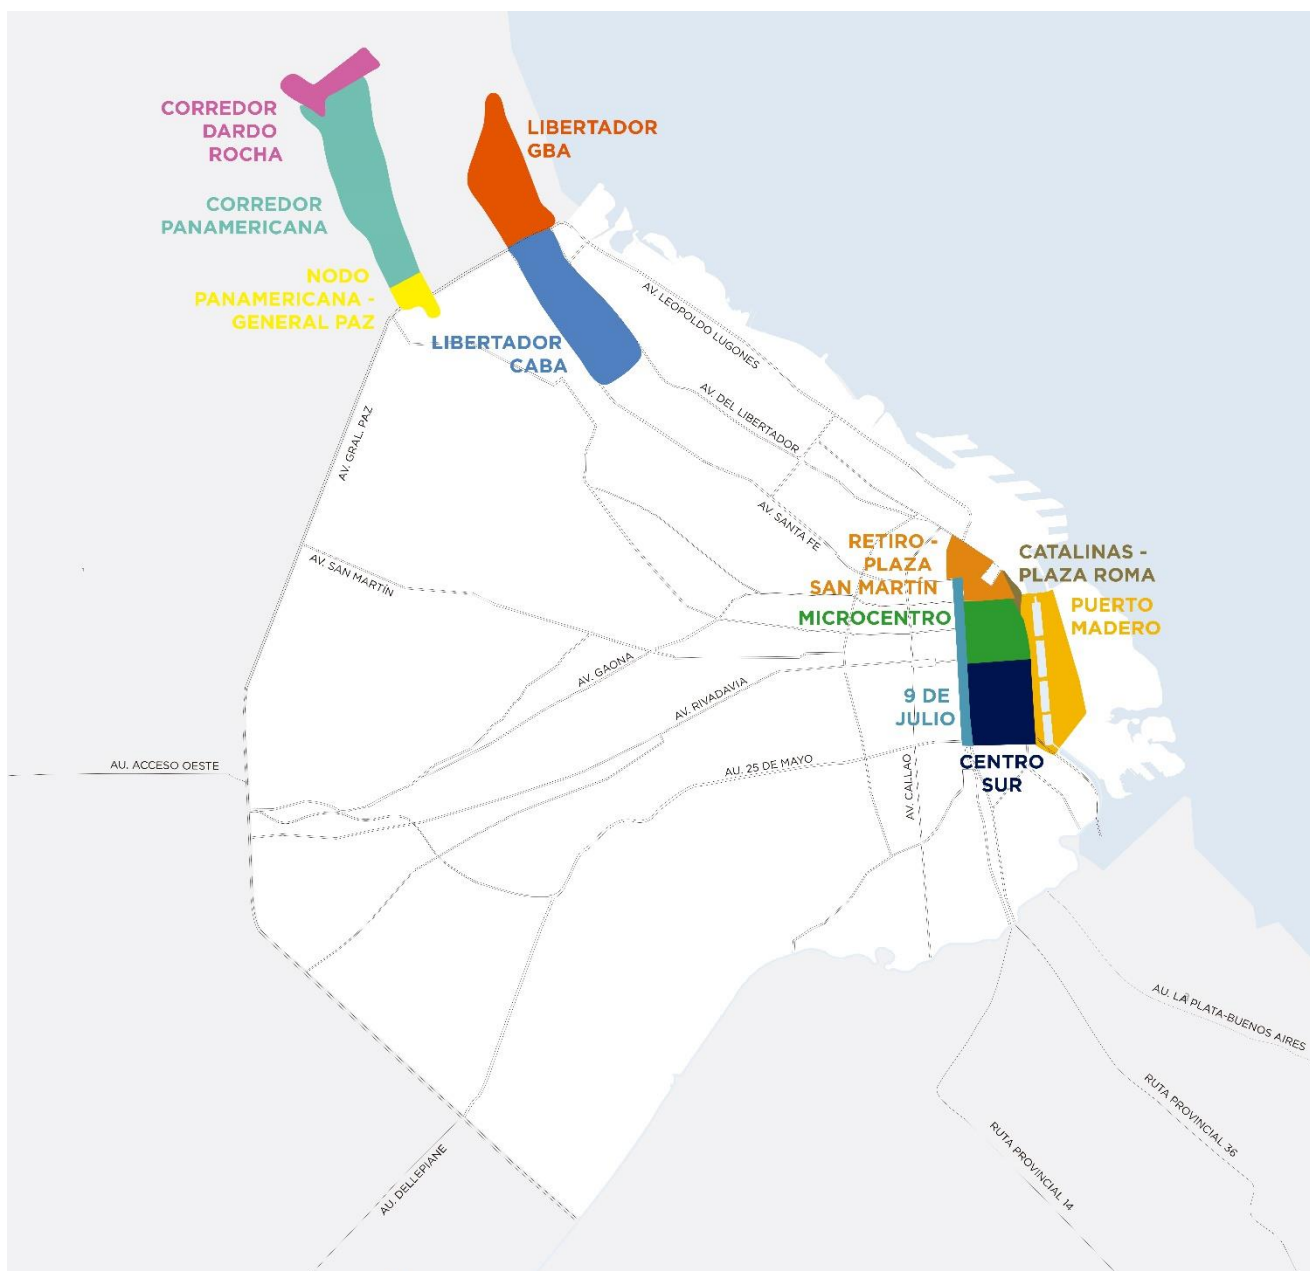 CORREDOR
DARDO
ROCHA
LIBERTADOR
GBA
CORREDOR
PANAMERICANA
NODO
PANAMERICANA -
GENERAL PAZ
LIBERTADOR
CABA
AV. LEOPOLDO LUGONES
AV. DEL LIBERTADOR
AV. GRAL. PAZ
AV. SANTA FE
RETIRO -
PLAZA
SAN MARTÍN
CATALINAS -
PLAZA ROMA
AV. SAN MARTÍN
MICROCENTRO
PUERTO
MADERO
AV. GAONA
AV. RIVADAVIA
9 DE
JULIO
AU. ACCESO OESTE
AU. 25 DE MAYO
AV. CALLAO
CENTRO
SUR
AU. LA PLATA-BUENOS AIRES
RUTA PROVINCIAL 36
RUTA PROVINCIAL 14
AU. DELLEPIANE